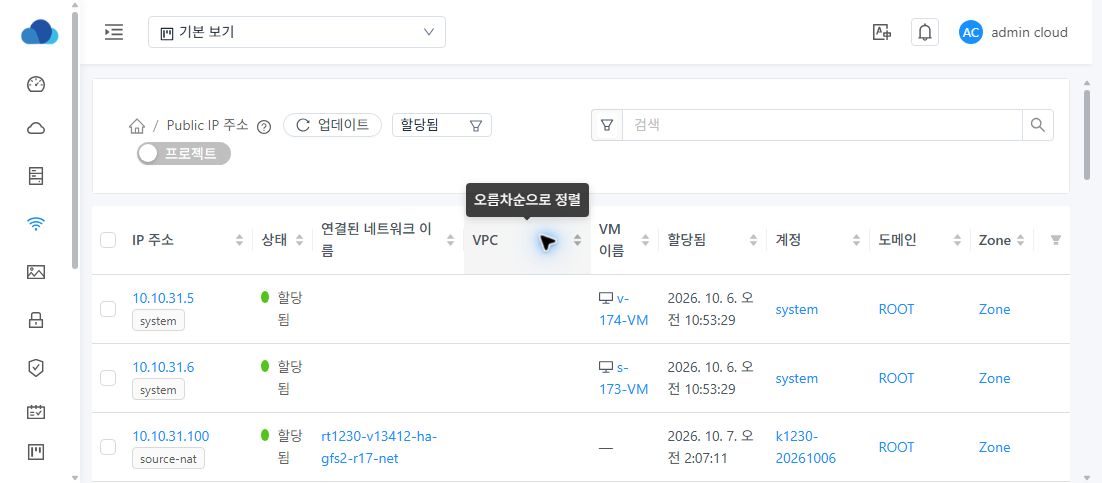 기본 보기
AC admin cloud
/ Public IP 주소 업데이트 할당됨 검색
프로젝트
오름차순으로 정렬
IP 주소 상태 연결된 네트워크 이름 VPC VM 이름 할당됨 계정 도메인 Zone
10.10.31.5 할당됨 v-174-VM 2026. 10. 6. 오전 10:53:29 system ROOT Zone
system
10.10.31.6 할당됨 s-173-VM 2026. 10. 6. 오전 10:53:29 system ROOT Zone
system
10.10.31.100 할당됨 rt1230-v13412-ha-gfs2-r17-net — 2026. 10. 7. 오전 2:07:11 k1230-20261006 ROOT Zone
source-nat